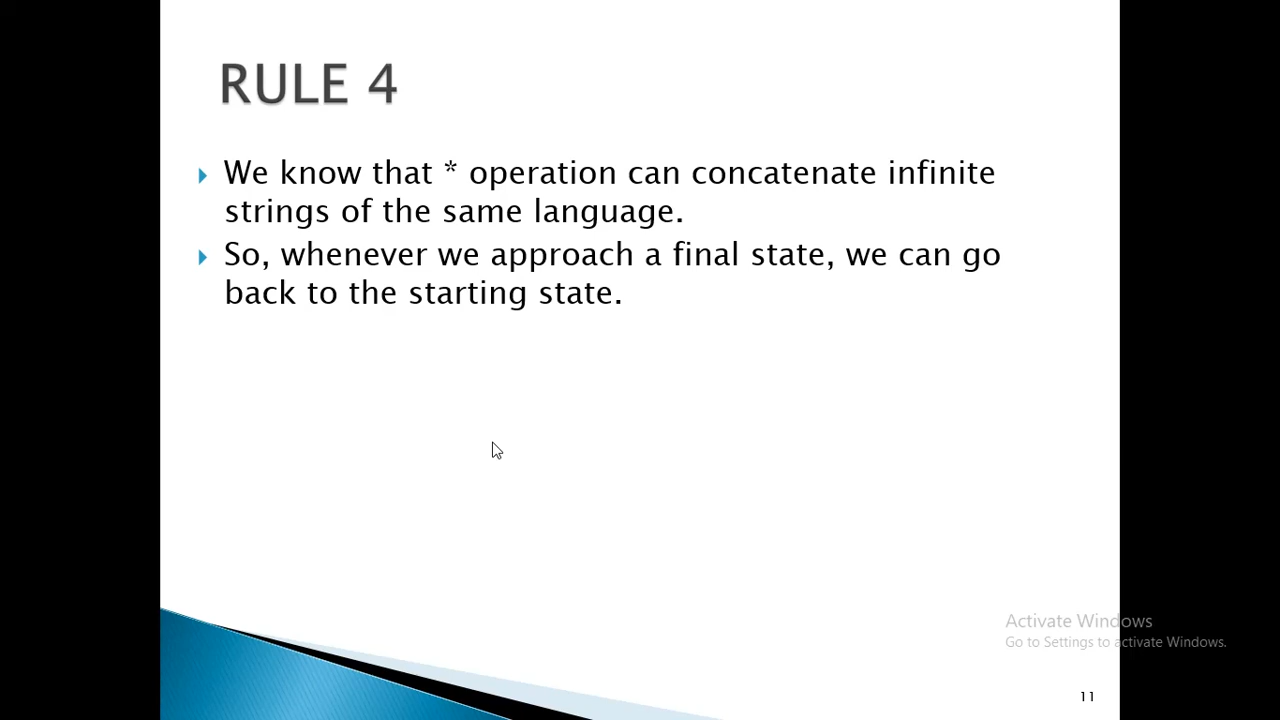 RULE 4
We know that * operation can concatenate infinite
strings of the same language.
So, whenever we approach a final state, we can go
back to the starting state.
Activate Windows
Go to Settings to activate Windows.
11